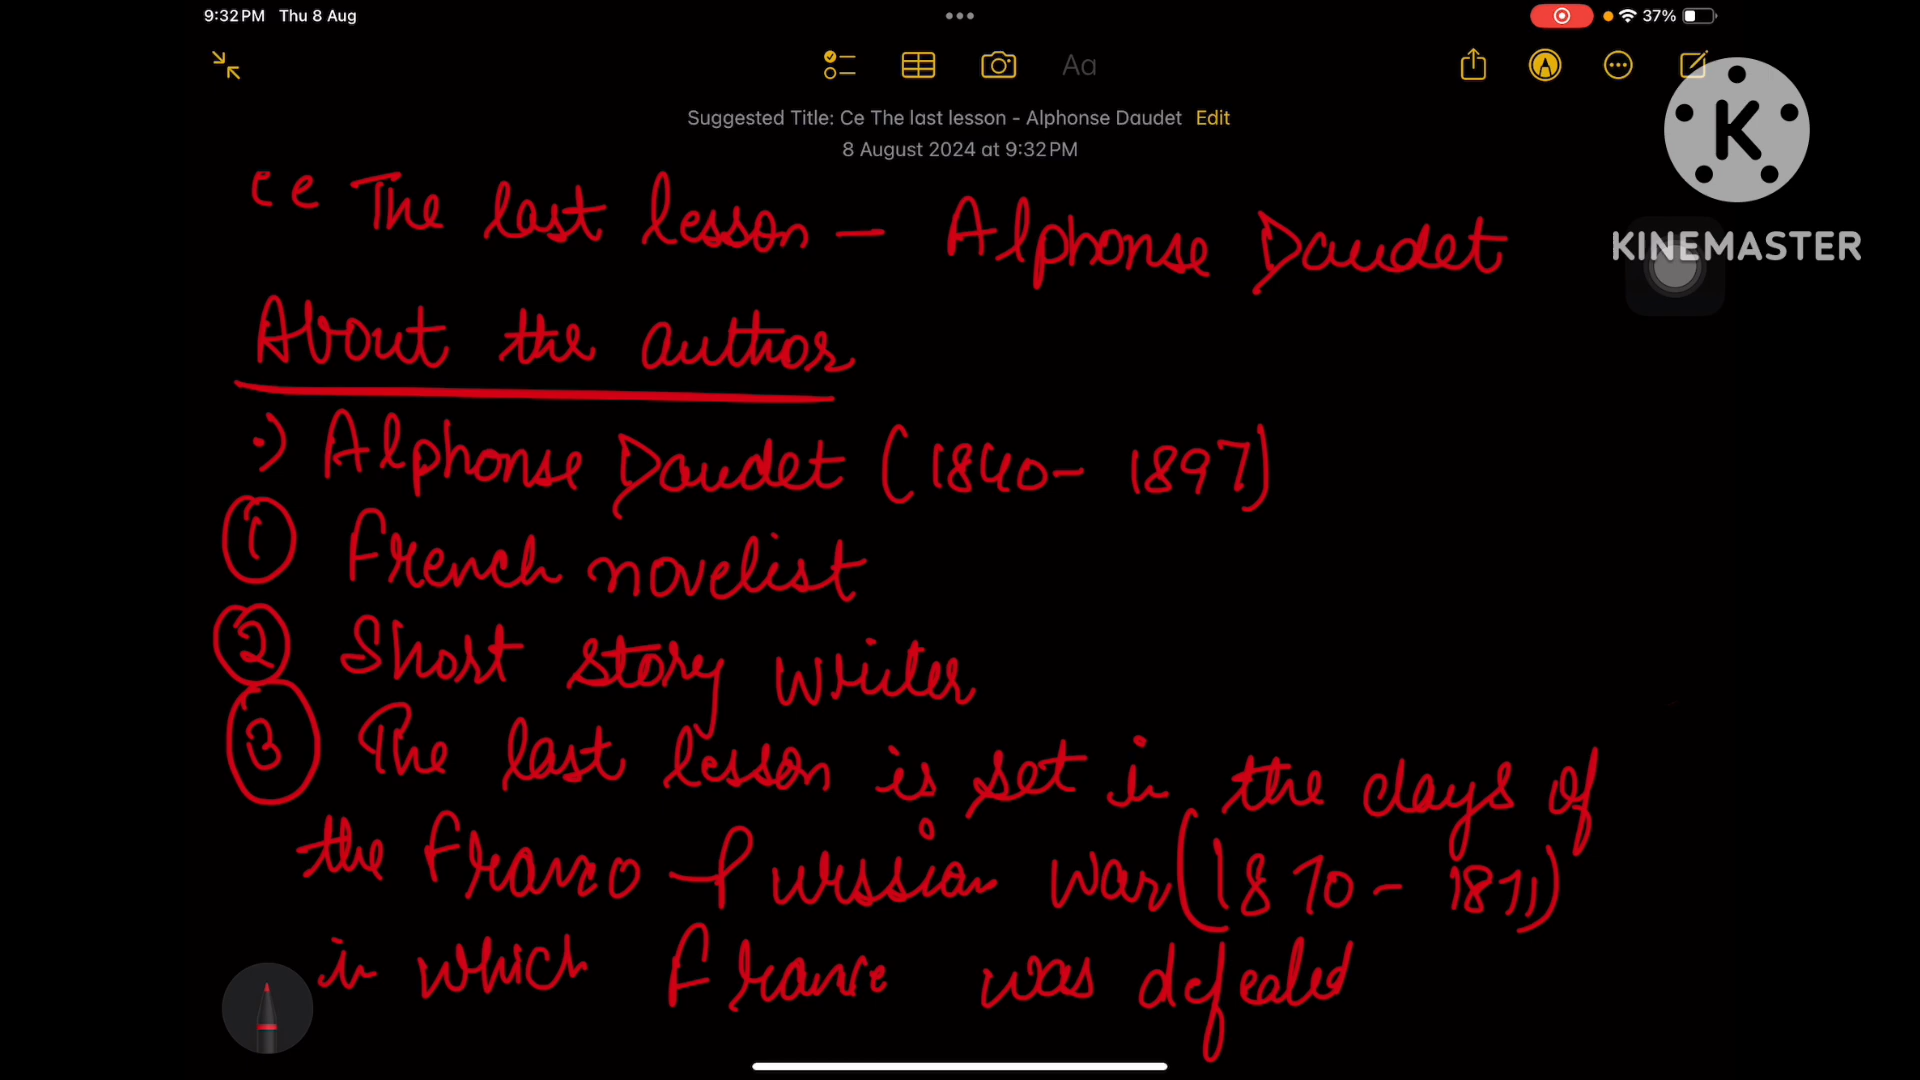 9:32 PM Thu 8 Aug
37%
Aa
Suggested Title: Ce The last lesson - Alphonse Daudet Edit
8 August 2024 at 9:32 PM
K
KINEMASTER
Ce The last lesson — Alphonse Daudet
About the author
:) Alphonse Daudet (1840 - 1897)
① French novelist
② Short story writer
③ The last lesson is set in the days of
the Franco - Prussian war (1870 - 1871)
in which France was defeated